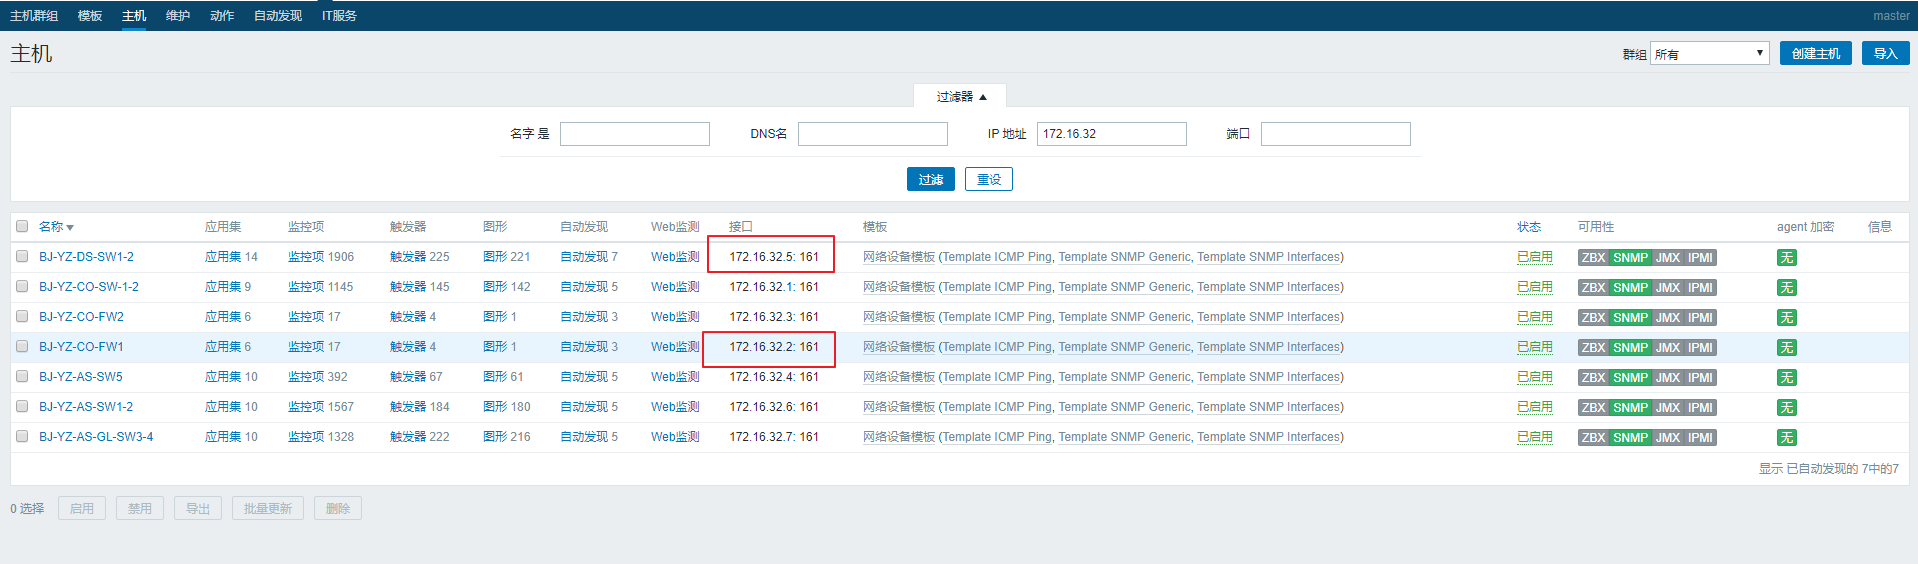 主机群组 模板 主机 维护 动作 自动发现 IT服务 master
主机 群组 所有 创建主机 导入
过滤器
名字 是 DNS名 IP 地址 172.16.32 端口
过滤 重设
名称 应用集 监控项 触发器 图形 自动发现 Web监测 接口 模板 状态 可用性 agent 加密 信息
BJ-YZ-DS-SW1-2 应用集 14 监控项 1906 触发器 225 图形 221 自动发现 7 Web监测 172.16.32.5: 161 网络设备模板 (Template ICMP Ping, Template SNMP Generic, Template SNMP Interfaces) 已启用 ZBX SNMP JMX IPMI 无
BJ-YZ-CO-SW-1-2 应用集 9 监控项 1145 触发器 145 图形 142 自动发现 5 Web监测 172.16.32.1: 161 网络设备模板 (Template ICMP Ping, Template SNMP Generic, Template SNMP Interfaces) 已启用 ZBX SNMP JMX IPMI 无
BJ-YZ-CO-FW2 应用集 6 监控项 17 触发器 4 图形 1 自动发现 3 Web监测 172.16.32.3: 161 网络设备模板 (Template ICMP Ping, Template SNMP Generic, Template SNMP Interfaces) 已启用 ZBX SNMP JMX IPMI 无
BJ-YZ-CO-FW1 应用集 6 监控项 17 触发器 4 图形 1 自动发现 3 Web监测 172.16.32.2: 161 网络设备模板 (Template ICMP Ping, Template SNMP Generic, Template SNMP Interfaces) 已启用 ZBX SNMP JMX IPMI 无
BJ-YZ-AS-SW5 应用集 10 监控项 392 触发器 67 图形 61 自动发现 5 Web监测 172.16.32.4: 161 网络设备模板 (Template ICMP Ping, Template SNMP Generic, Template SNMP Interfaces) 已启用 ZBX SNMP JMX IPMI 无
BJ-YZ-AS-SW1-2 应用集 10 监控项 1567 触发器 184 图形 180 自动发现 5 Web监测 172.16.32.6: 161 网络设备模板 (Template ICMP Ping, Template SNMP Generic, Template SNMP Interfaces) 已启用 ZBX SNMP JMX IPMI 无
BJ-YZ-AS-GL-SW3-4 应用集 10 监控项 1328 触发器 222 图形 216 自动发现 5 Web监测 172.16.32.7: 161 网络设备模板 (Template ICMP Ping, Template SNMP Generic, Template SNMP Interfaces) 已启用 ZBX SNMP JMX IPMI 无
显示 已自动发现的 7中的7
0 选择 启用 禁用 导出 批量更新 删除